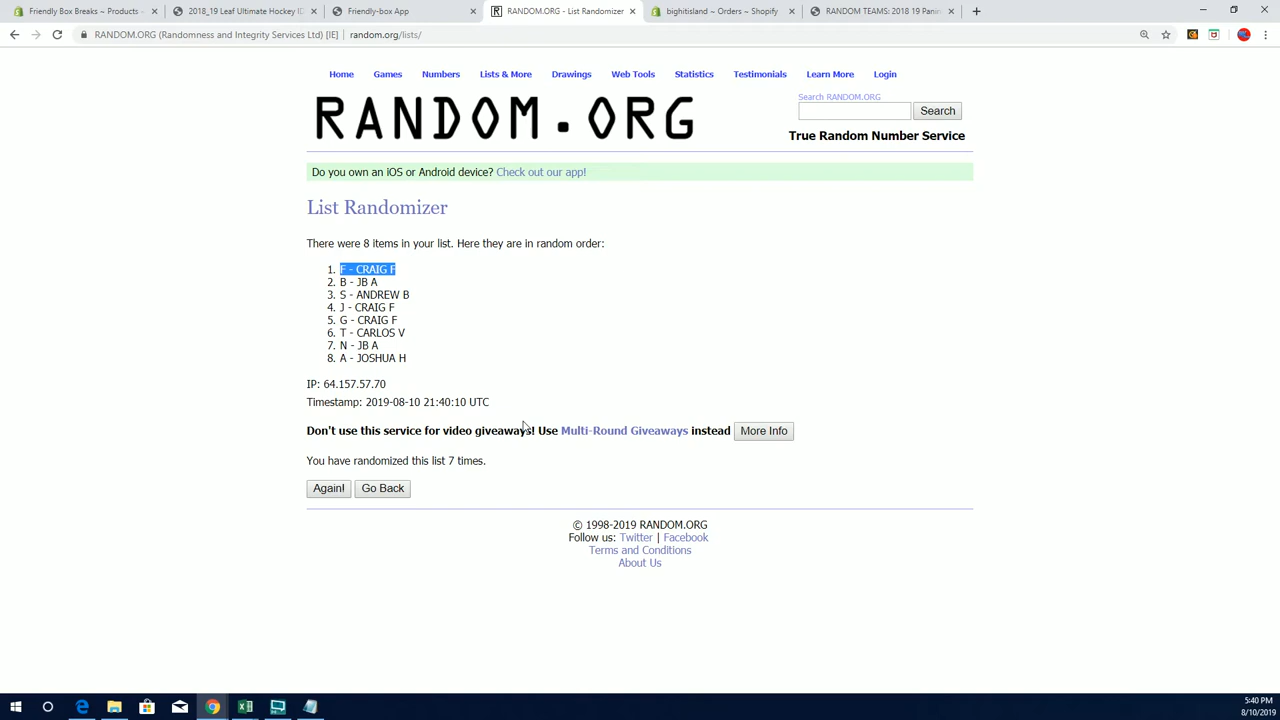 Friendly Box Breaks ~ Products ~
2018_19 Leaf Ultimate Hockey ID
Friendly-box App
RANDOM.ORG - List Randomizer
bighitisland ~ Orders ~ Shopify
RANDOM TEAMS: 2018 19 Pani
RANDOM.ORG (Randomness and Integrity Services Ltd) [IE] | random.org/lists/
Home Games Numbers Lists & More Drawings Web Tools Statistics Testimonials Learn More Login
RANDOM.ORG
Search RANDOM.ORG
Search
True Random Number Service
Do you own an iOS or Android device? Check out our app!
List Randomizer
There were 8 items in your list. Here they are in random order:
1. F - CRAIG F
2. B - JB A
3. S - ANDREW B
4. J - CRAIG F
5. G - CRAIG F
6. T - CARLOS V
7. N - JB A
8. A - JOSHUA H
IP: 64.157.57.70
Timestamp: 2019-08-10 21:40:10 UTC
Don't use this service for video giveaways! Use Multi-Round Giveaways instead More Info
You have randomized this list 7 times.
Again! Go Back
© 1998-2019 RANDOM.ORG
Follow us: Twitter | Facebook
Terms and Conditions
About Us
5:40 PM
8/10/2019